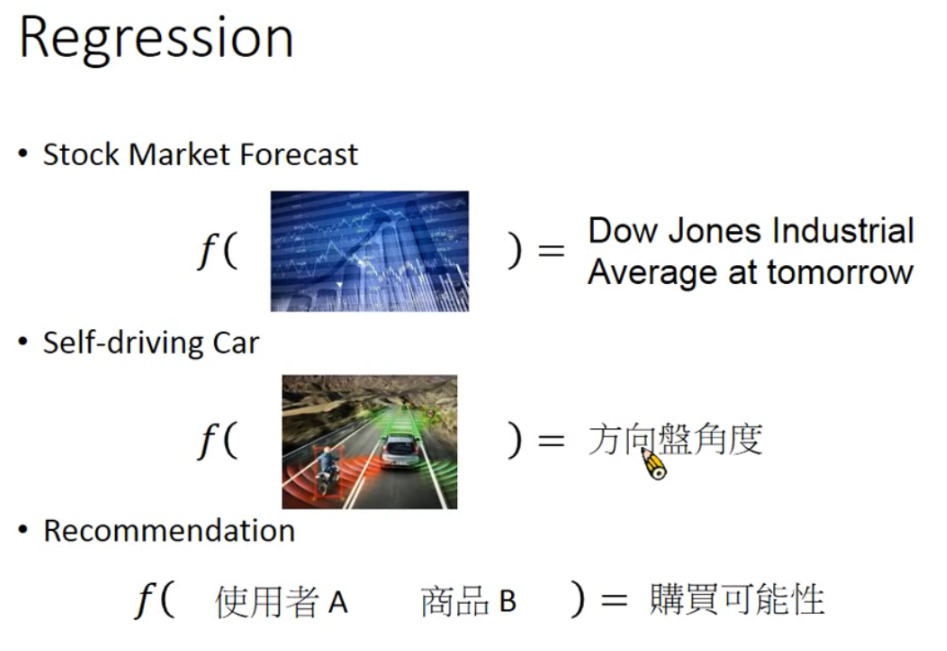 Regression
• Stock Market Forecast
f( ) = Dow Jones Industrial
Average at tomorrow
• Self-driving Car
f( ) = 方向盤角度
• Recommendation
f( 使用者 A 商品 B ) = 購買可能性